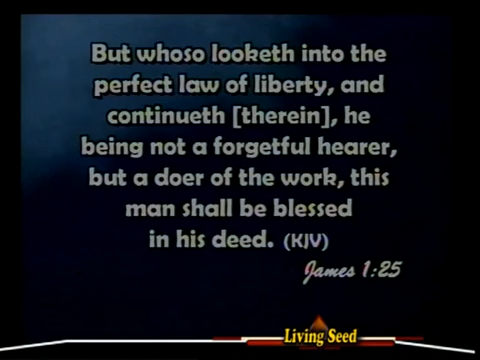 But whoso looketh into the
perfect law of liberty, and
continueth [therein], he
being not a forgetful hearer,
but a doer of the work, this
man shall be blessed
in his deed. (KJV)
James 1:25
Living Seed